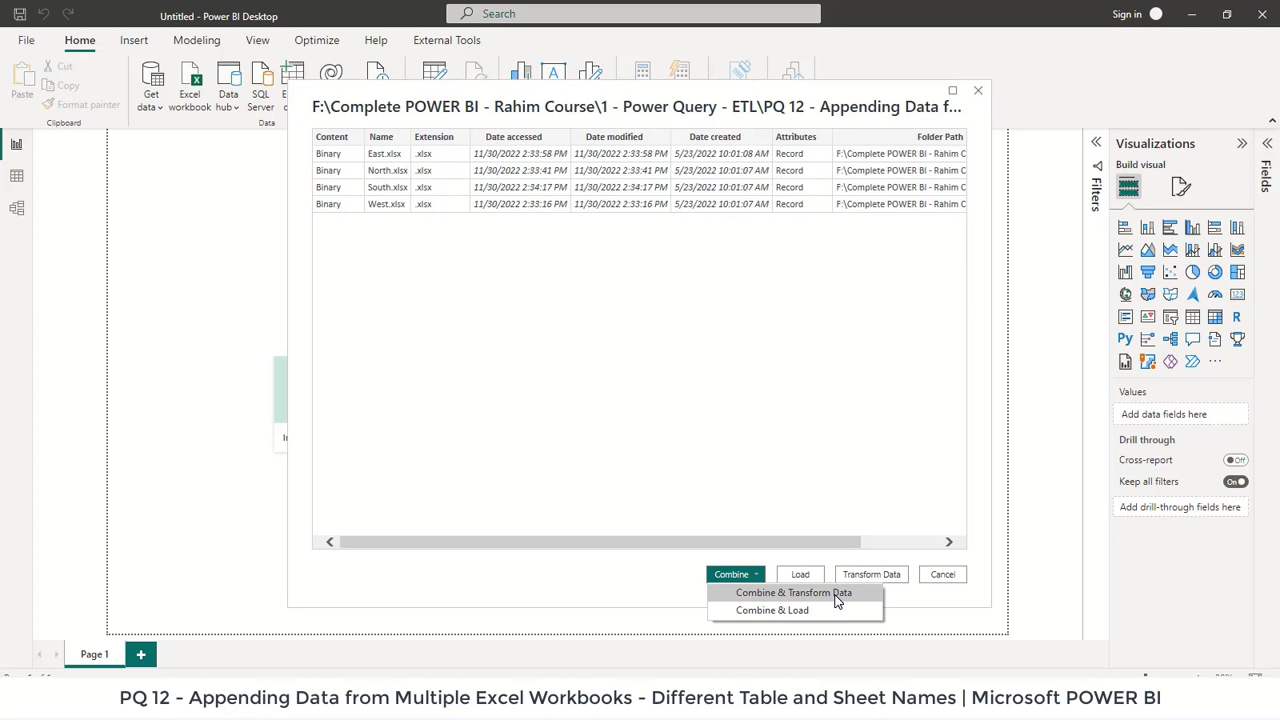 Untitled - Power BI Desktop
Search
Sign in
File Home Insert Modeling View Optimize Help External Tools
Paste
Cut
Copy
Format painter
Clipboard
Get data
Excel workbook
Data hub
SQL Server
Data
F:\Complete POWER BI - Rahim Course\1 - Power Query - ETL\PQ 12 - Appending Data f...
Content Name Extension Date accessed Date modified Date created Attributes Folder Path
Binary East.xlsx .xlsx 11/30/2022 2:33:58 PM 11/30/2022 2:33:58 PM 5/23/2022 10:01:08 AM Record F:\Complete POWER BI - Rahim C
Binary North.xlsx .xlsx 11/30/2022 2:33:41 PM 11/30/2022 2:33:41 PM 5/23/2022 10:01:07 AM Record F:\Complete POWER BI - Rahim C
Binary South.xlsx .xlsx 11/30/2022 2:34:17 PM 11/30/2022 2:34:17 PM 5/23/2022 10:01:07 AM Record F:\Complete POWER BI - Rahim C
Binary West.xlsx .xlsx 11/30/2022 2:33:16 PM 11/30/2022 2:33:16 PM 5/23/2022 10:01:07 AM Record F:\Complete POWER BI - Rahim C
Combine Load Transform Data Cancel
Combine & Transform Data
Combine & Load
Filters
Visualizations
Build visual
Fields
R
Py
123
...
Values
Add data fields here
Drill through
Cross-report Off
Keep all filters On
Add drill-through fields here
Page 1
PQ 12 - Appending Data from Multiple Excel Workbooks - Different Table and Sheet Names | Microsoft POWER BI